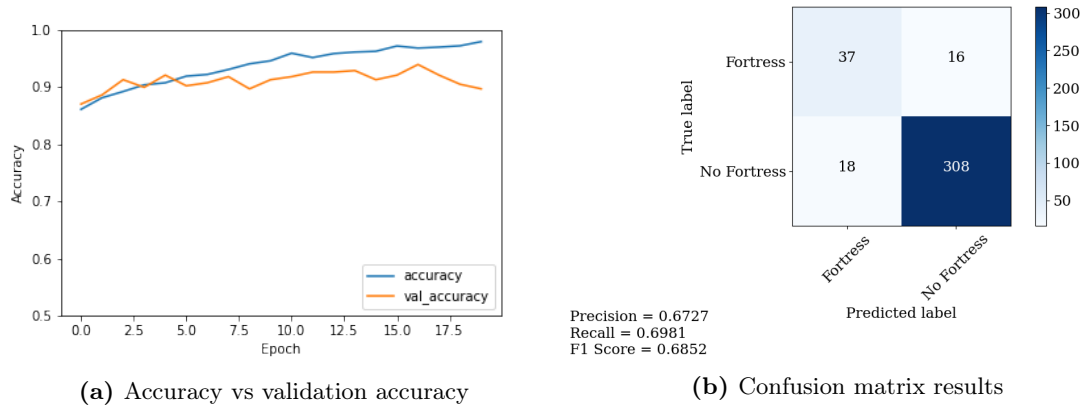 1.0
0.9
0.8
0.7
0.6
0.5
Accuracy
0.0 2.5 5.0 7.5 10.0 12.5 15.0 17.5
Epoch
accuracy
val_accuracy
(a) Accuracy vs validation accuracy
True label
Fortress
No Fortress
37 16
18 308
Fortress
No Fortress
Predicted label
300
250
200
150
100
50
Precision = 0.6727
Recall = 0.6981
F1 Score = 0.6852
(b) Confusion matrix results